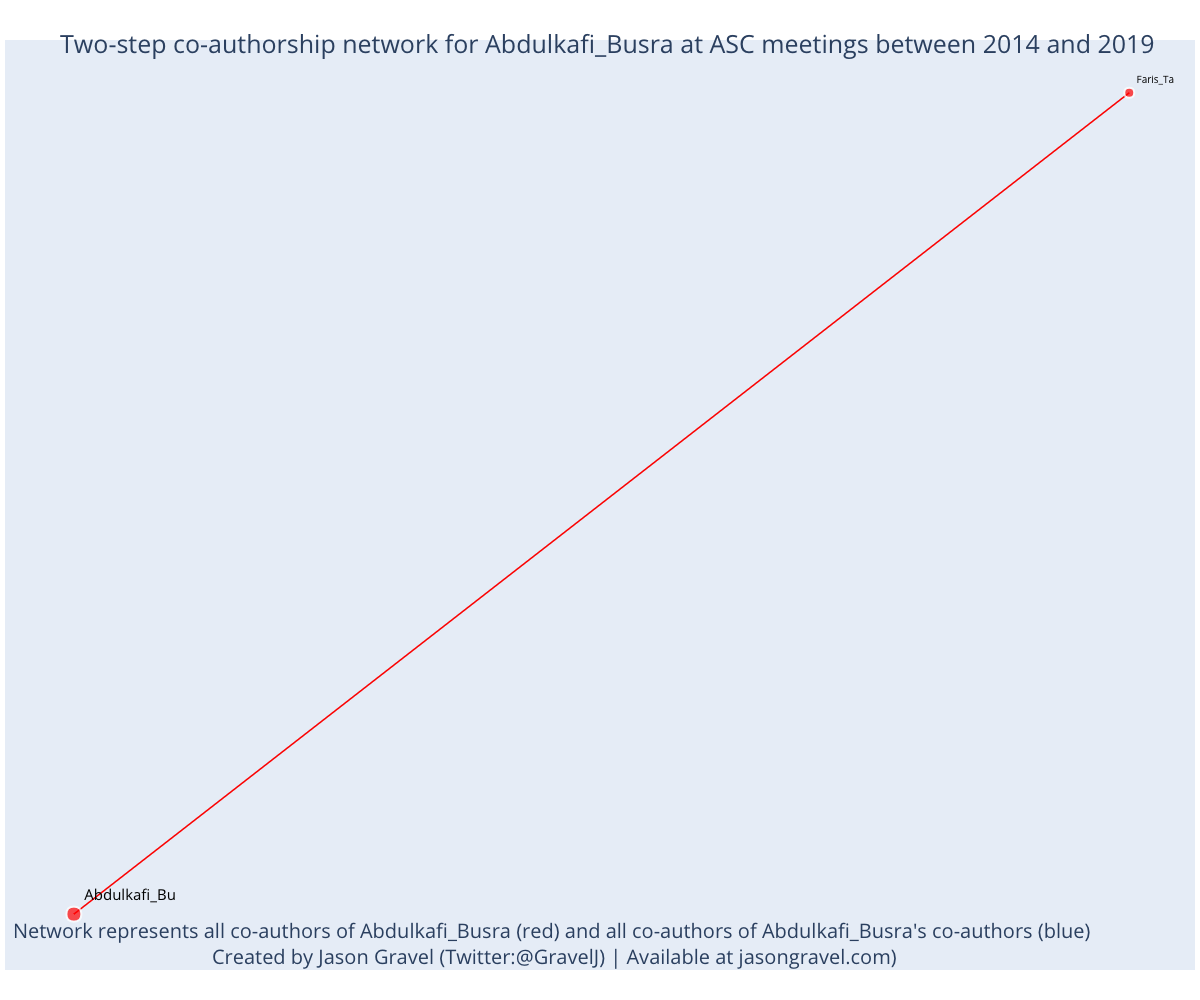 Two-step co-authorship network for Abdulkafi_Busra at ASC meetings between 2014 and 2019
Faris_Ta
Abdulkafi_Bu
Network represents all co-authors of Abdulkafi_Busra (red) and all co-authors of Abdulkafi_Busra's co-authors (blue)
Created by Jason Gravel (Twitter:@GravelJ) | Available at jasongravel.com)